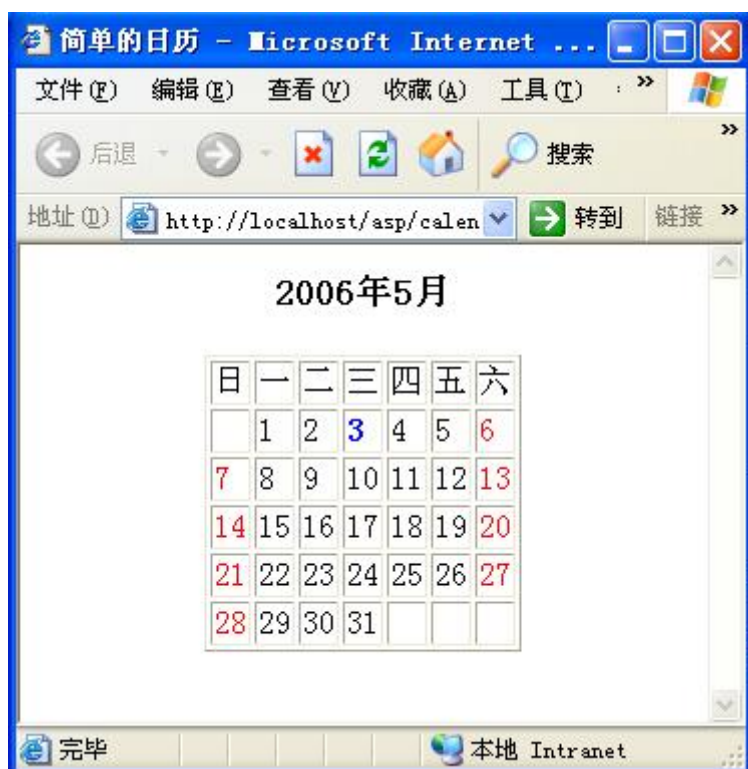 简单的日历 - Microsoft Internet ...
文件(F) 编辑(E) 查看(V) 收藏(A) 工具(T) »
后退 搜索 »
地址(D) http://localhost/asp/calen 转到 链接 »
2006年5月
日 一 二 三 四 五 六
1 2 3 4 5 6
7 8 9 10 11 12 13
14 15 16 17 18 19 20
21 22 23 24 25 26 27
28 29 30 31
完毕 本地 Intranet